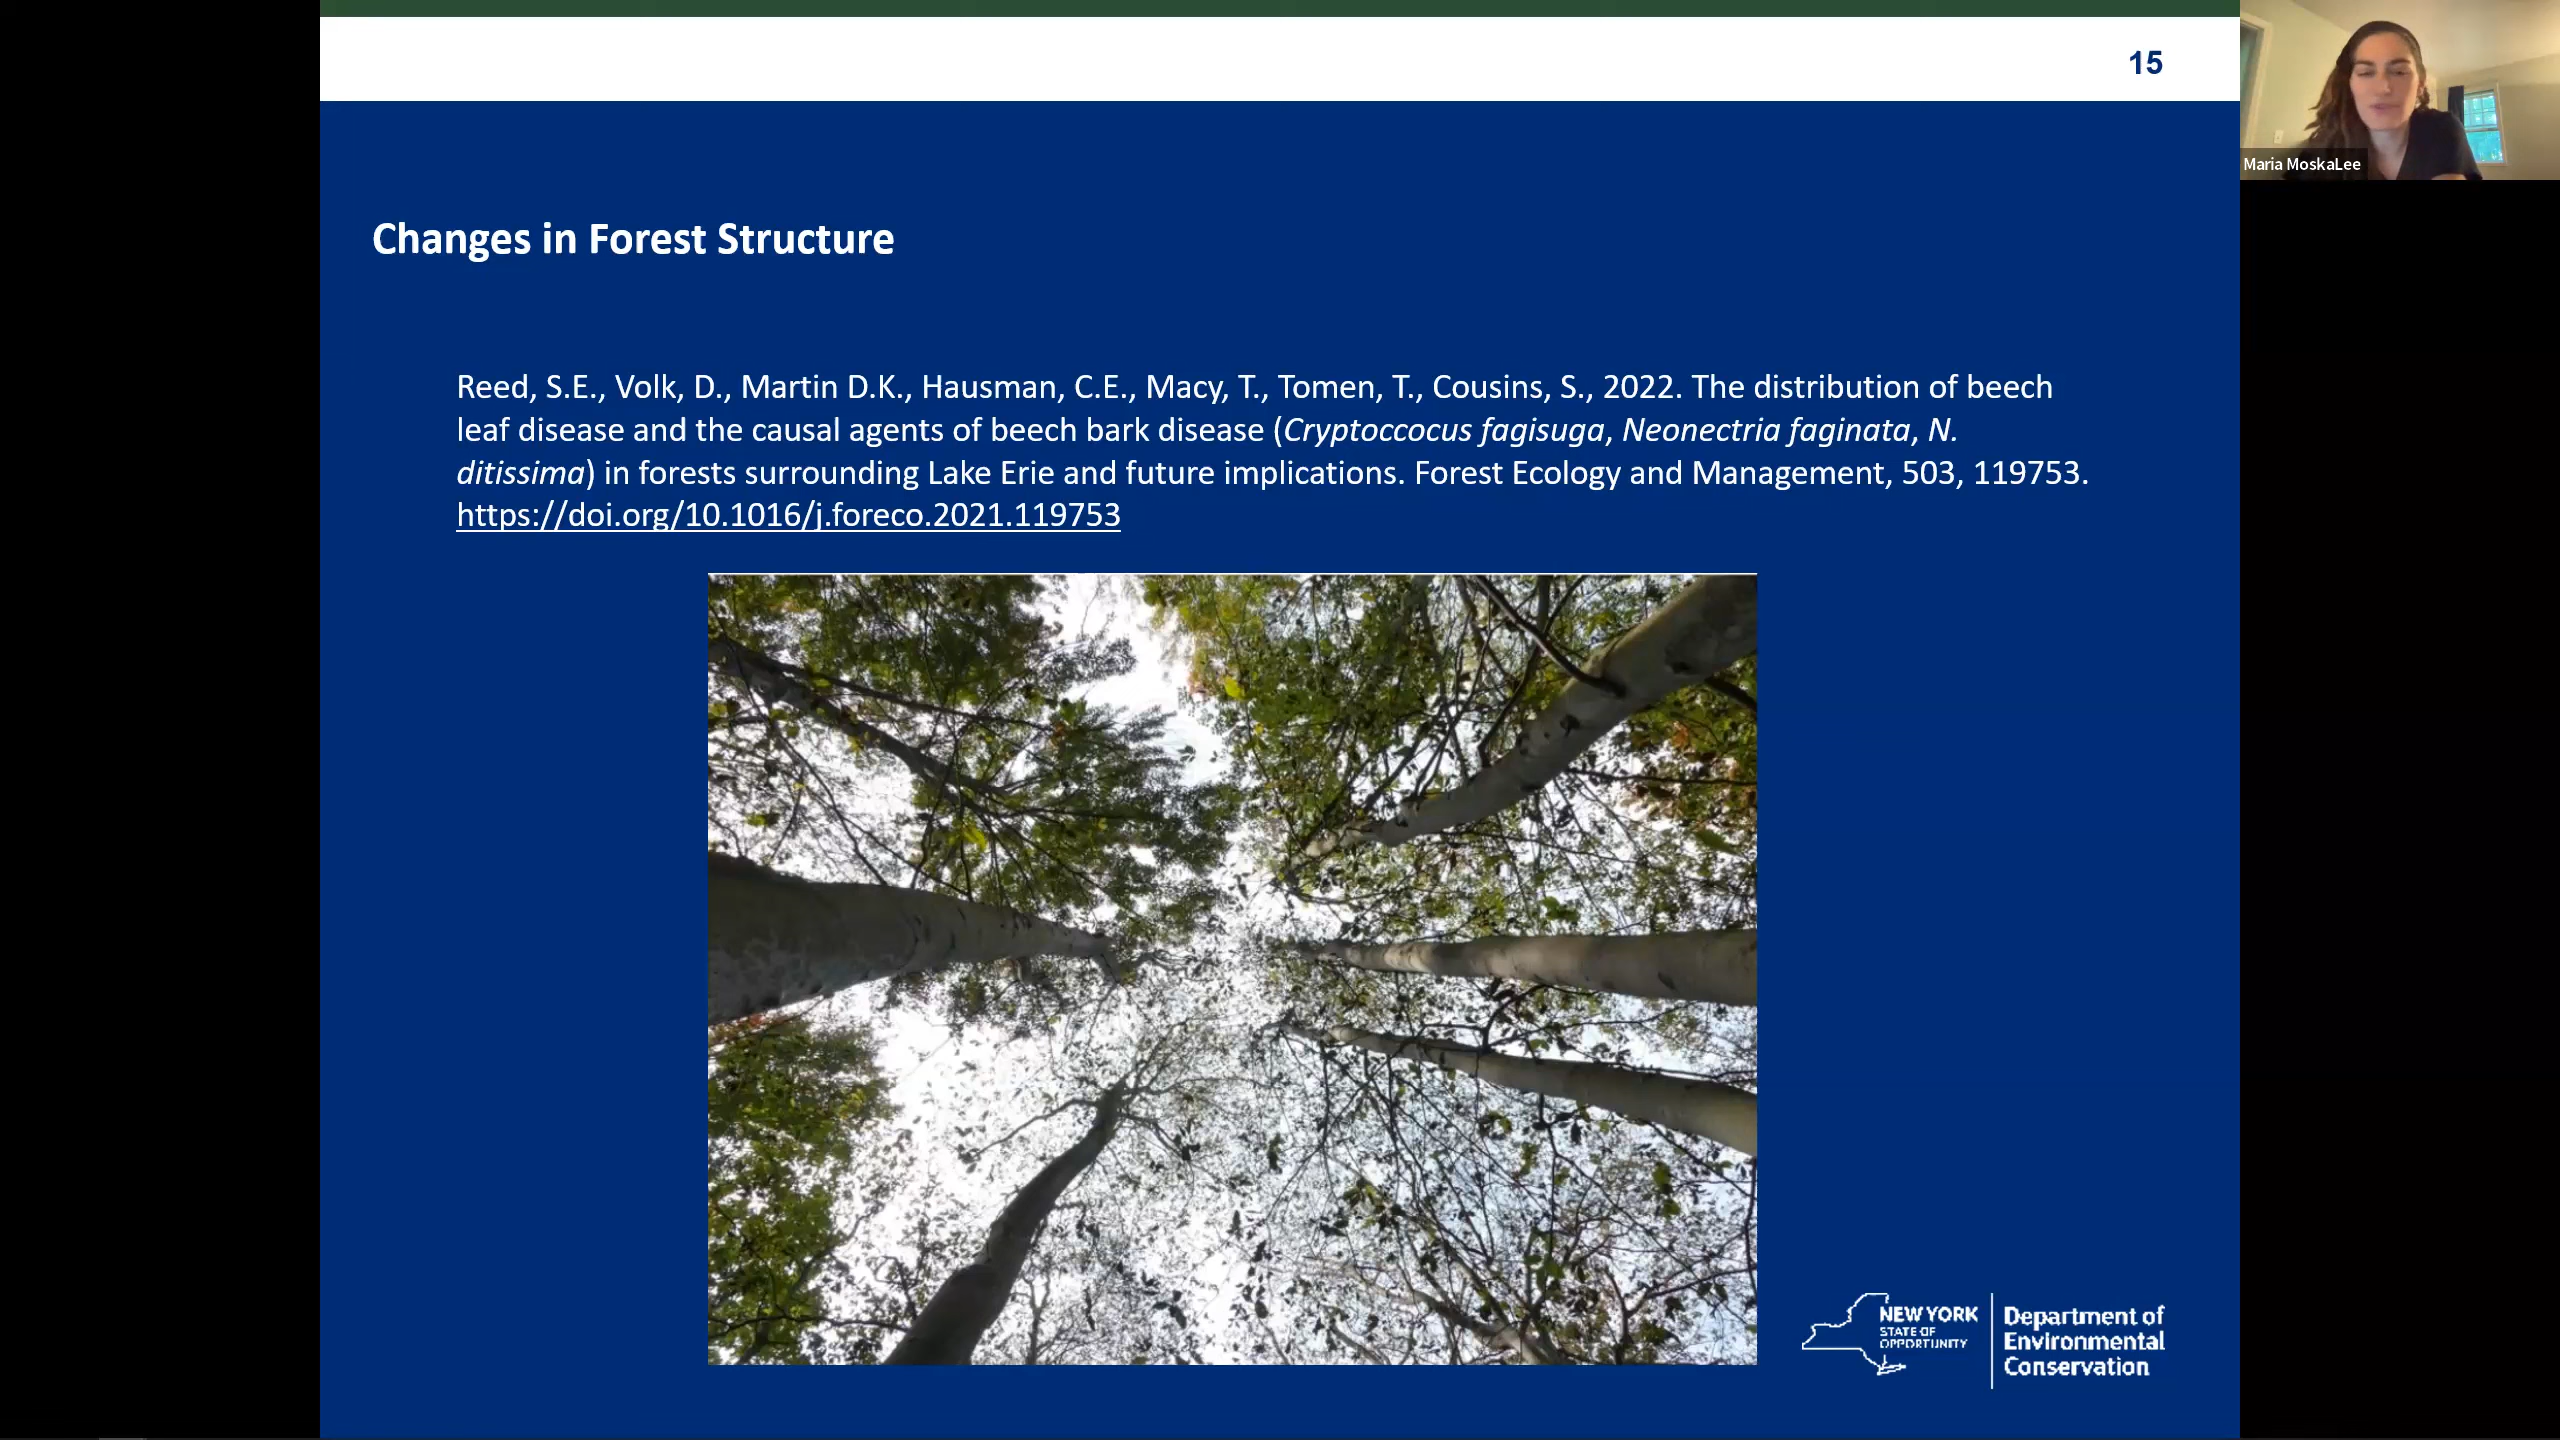 15
Maria MoskaLee
Changes in Forest Structure
Reed, S.E., Volk, D., Martin D.K., Hausman, C.E., Macy, T., Tomen, T., Cousins, S., 2022. The distribution of beech
leaf disease and the causal agents of beech bark disease (Cryptoccocus fagisuga, Neonectria faginata, N.
ditissima) in forests surrounding Lake Erie and future implications. Forest Ecology and Management, 503, 119753.
https://doi.org/10.1016/j.foreco.2021.119753
NEW YORK
STATE OF
OPPORTUNITY
Department of
Environmental
Conservation